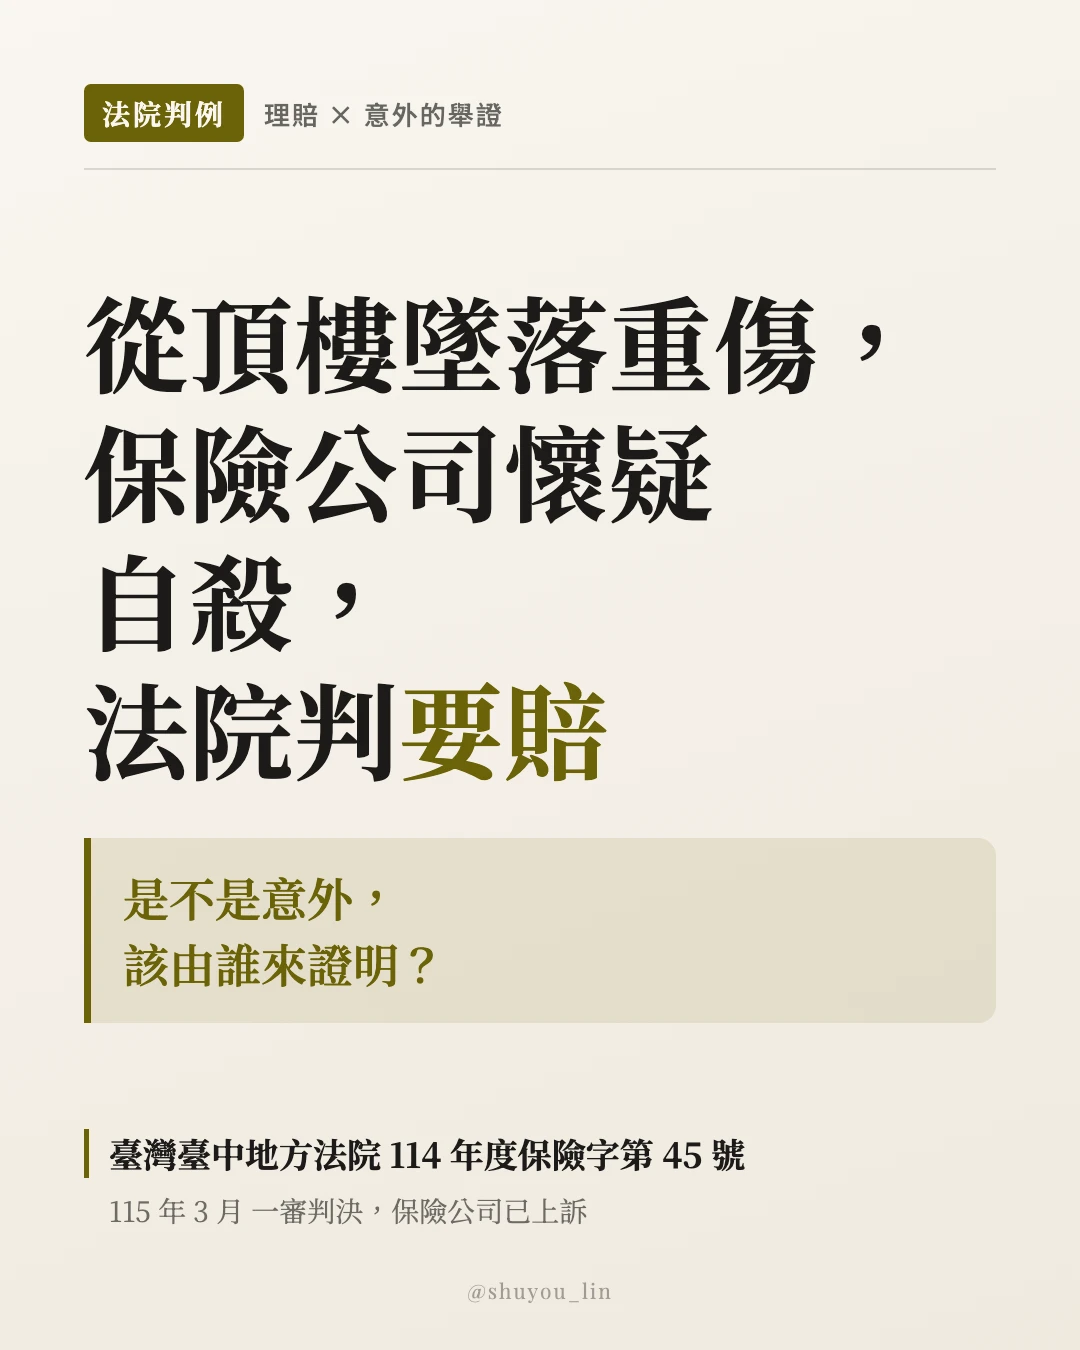 法院判例
理賠 × 意外的舉證
從頂樓墜落重傷，
保險公司懷疑
自殺，
法院判要賠
是不是意外，
該由誰來證明？
臺灣臺中地方法院 114 年度保險字第 45 號
115 年 3 月 一審判決，保險公司已上訴
@shuyou_lin